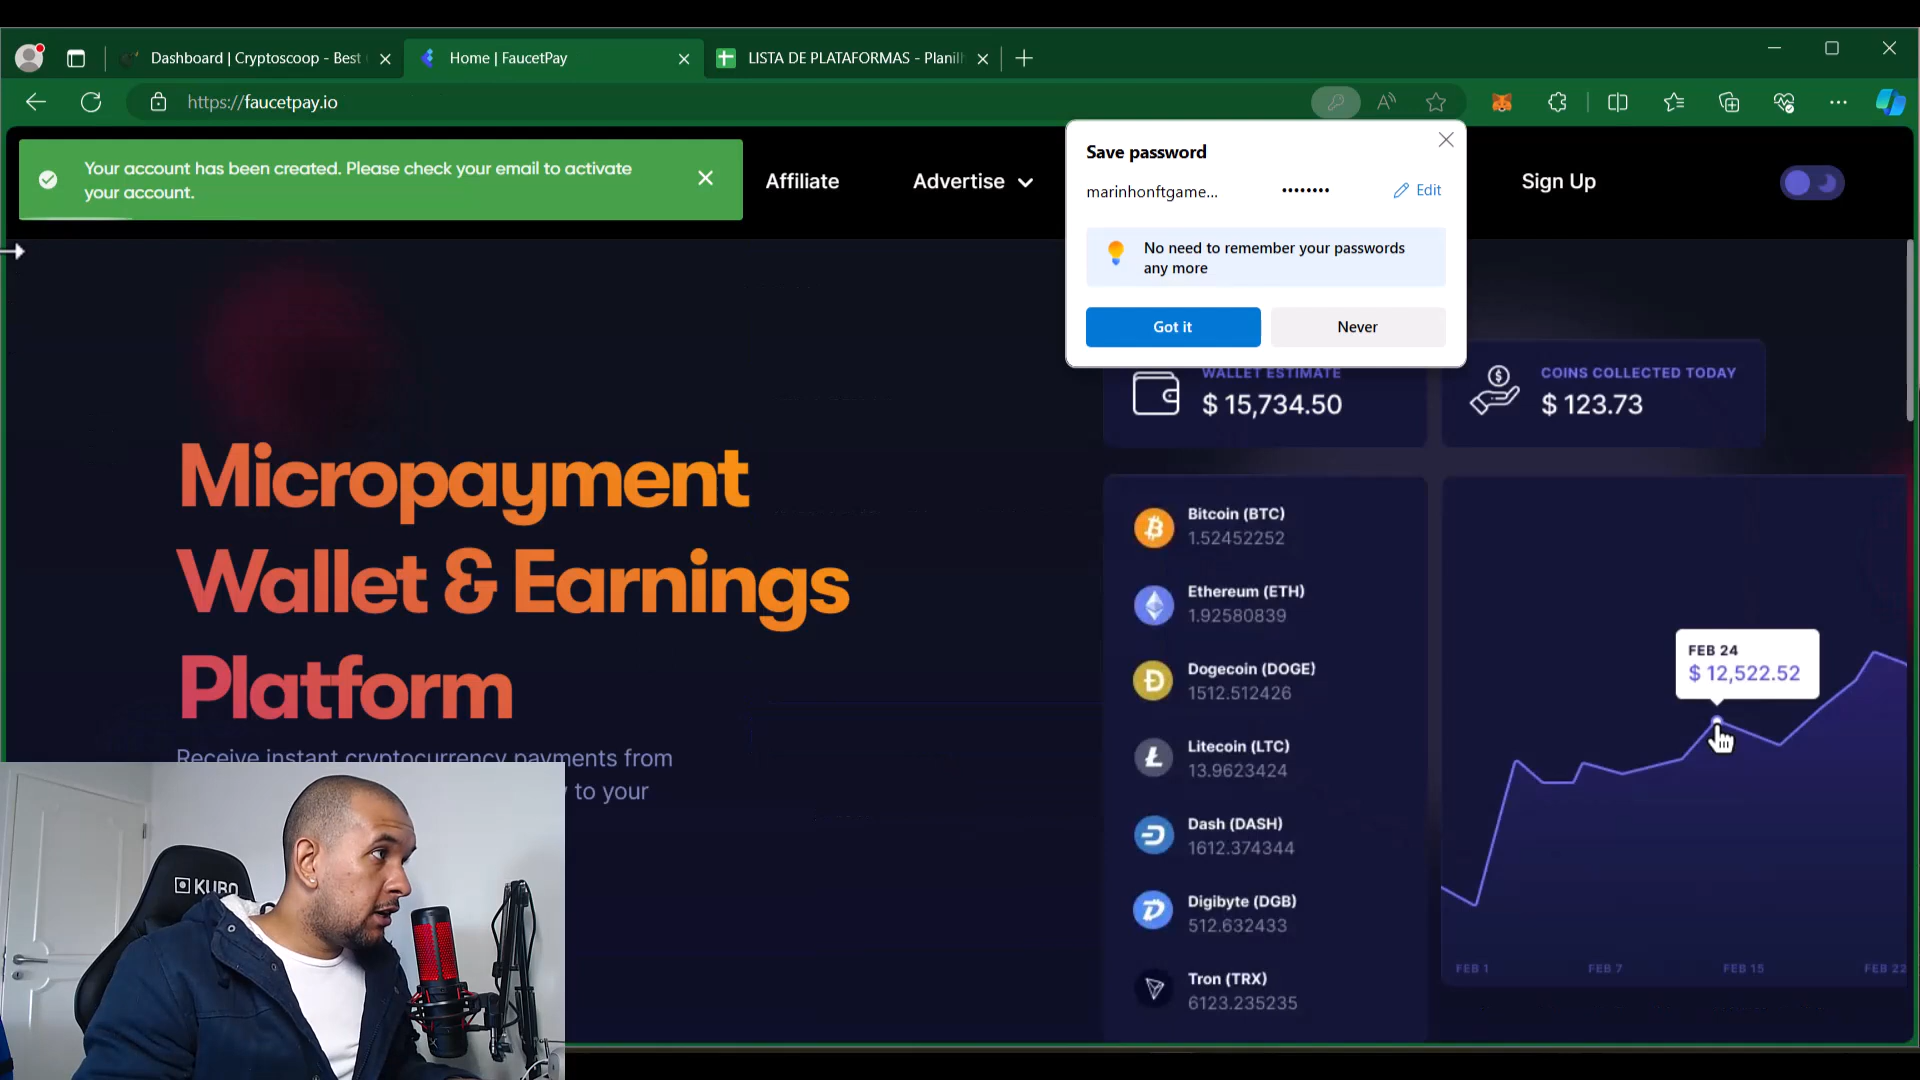 Dashboard | Cryptoscoop - Best
Home | FaucetPay
LISTA DE PLATAFORMAS - Planil
https://faucetpay.io
Your account has been created. Please check your email to activate
your account.
Affiliate
Advertise
Sign Up
Save password
marinhonftgame...
••••••••
Edit
No need to remember your passwords
any more
Got it
Never
WALLET ESTIMATE
$ 15,734.50
COINS COLLECTED TODAY
$ 123.73
Micropayment
Wallet & Earnings
Platform
Receive instant cryptocurrency payments from
to your
Bitcoin (BTC)
1.52452252
Ethereum (ETH)
1.92580839
Dogecoin (DOGE)
1512.512426
Litecoin (LTC)
13.9623424
Dash (DASH)
1612.374344
Digibyte (DGB)
512.632433
Tron (TRX)
6123.235235
FEB 24
$ 12,522.52
FEB 1
FEB 7
FEB 15
FEB 22